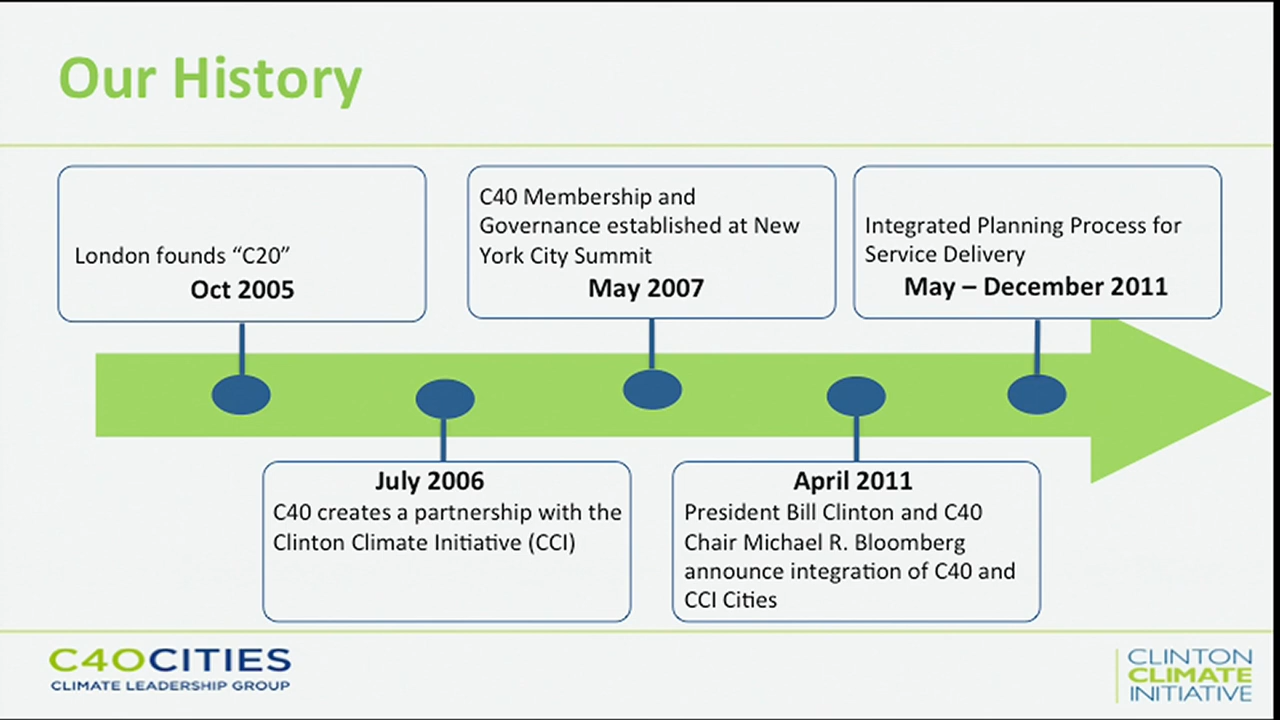 Our History
London founds “C20”
Oct 2005
C40 Membership and
Governance established at New
York City Summit
May 2007
Integrated Planning Process for
Service Delivery
May – December 2011
July 2006
C40 creates a partnership with the
Clinton Climate Initiative (CCI)
April 2011
President Bill Clinton and C40
Chair Michael R. Bloomberg
announce integration of C40 and
CCI Cities
C40CITIES
CLIMATE LEADERSHIP GROUP
CLINTON
CLIMATE
INITIATIVE